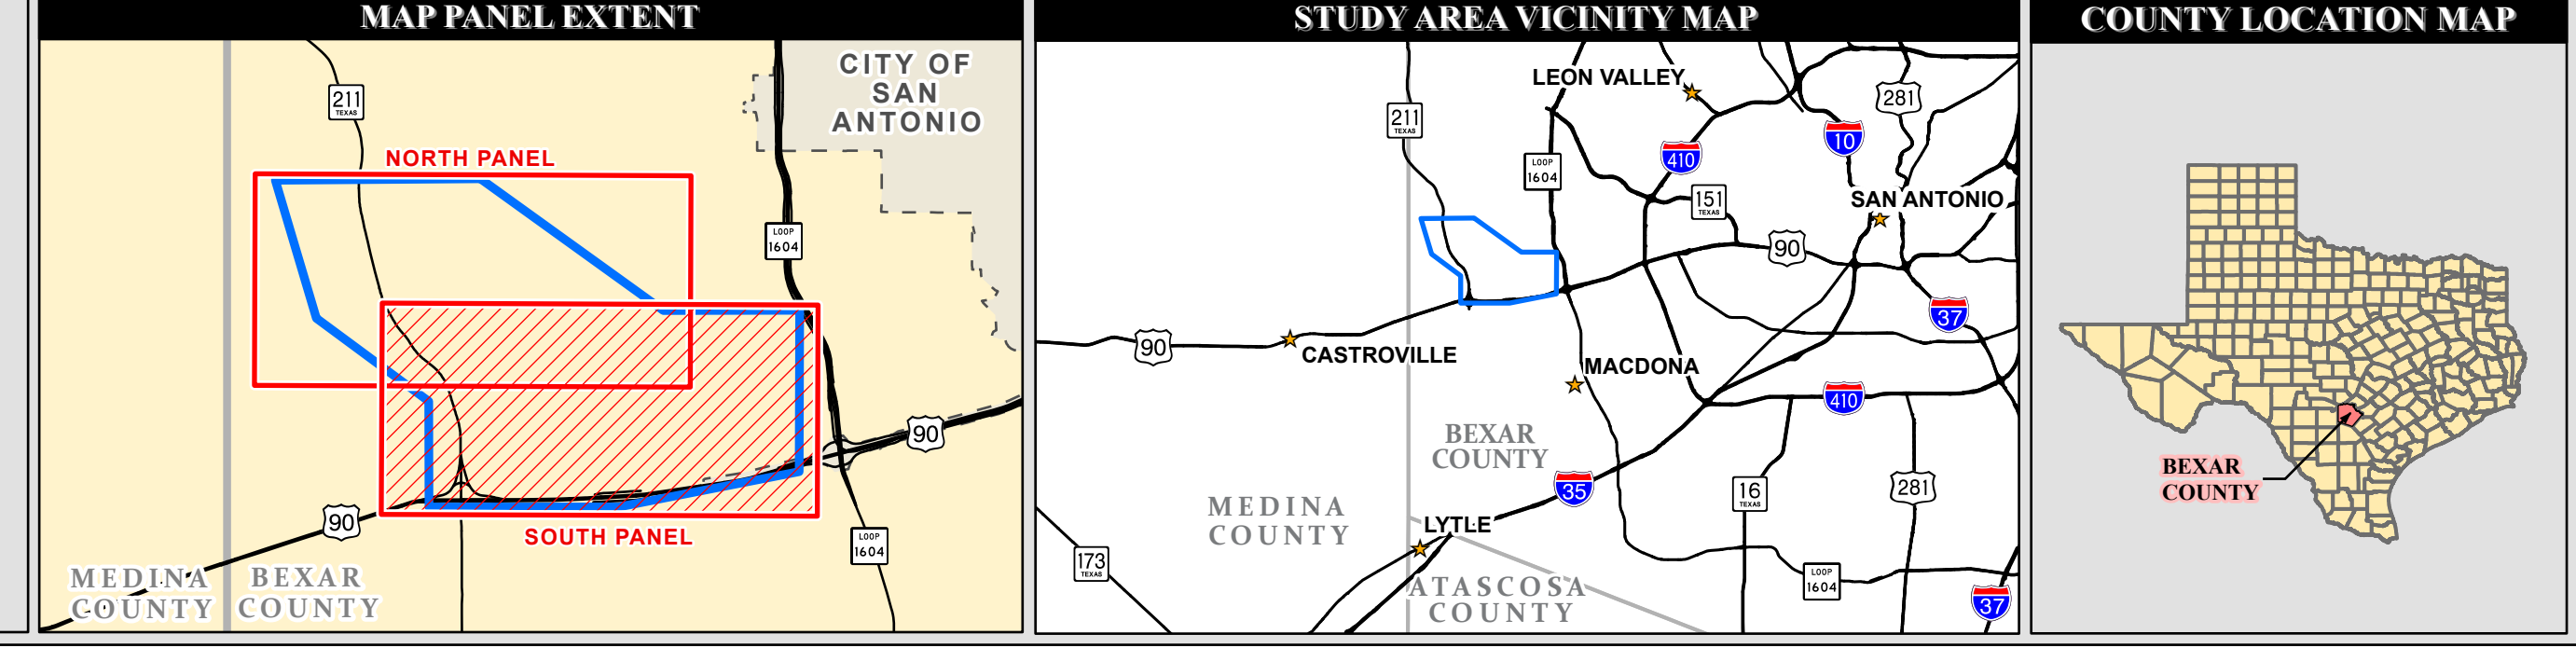 MAP PANEL EXTENT
CITY OF
SAN
ANTONIO
211
TEXAS
NORTH PANEL
LOOP
1604
90
90
SOUTH PANEL
LOOP
1604
MEDINA
COUNTY
BEXAR
COUNTY
STUDY AREA VICINITY MAP
LEON VALLEY
281
211
TEXAS
10
410
LOOP
1604
151
TEXAS
SAN ANTONIO
90
37
90
CASTROVILLE
MACDONA
410
BEXAR
COUNTY
35
16
TEXAS
281
MEDINA
COUNTY
LYTLE
173
TEXAS
ATASCOSA
COUNTY
LOOP
1604
37
COUNTY LOCATION MAP
BEXAR
COUNTY